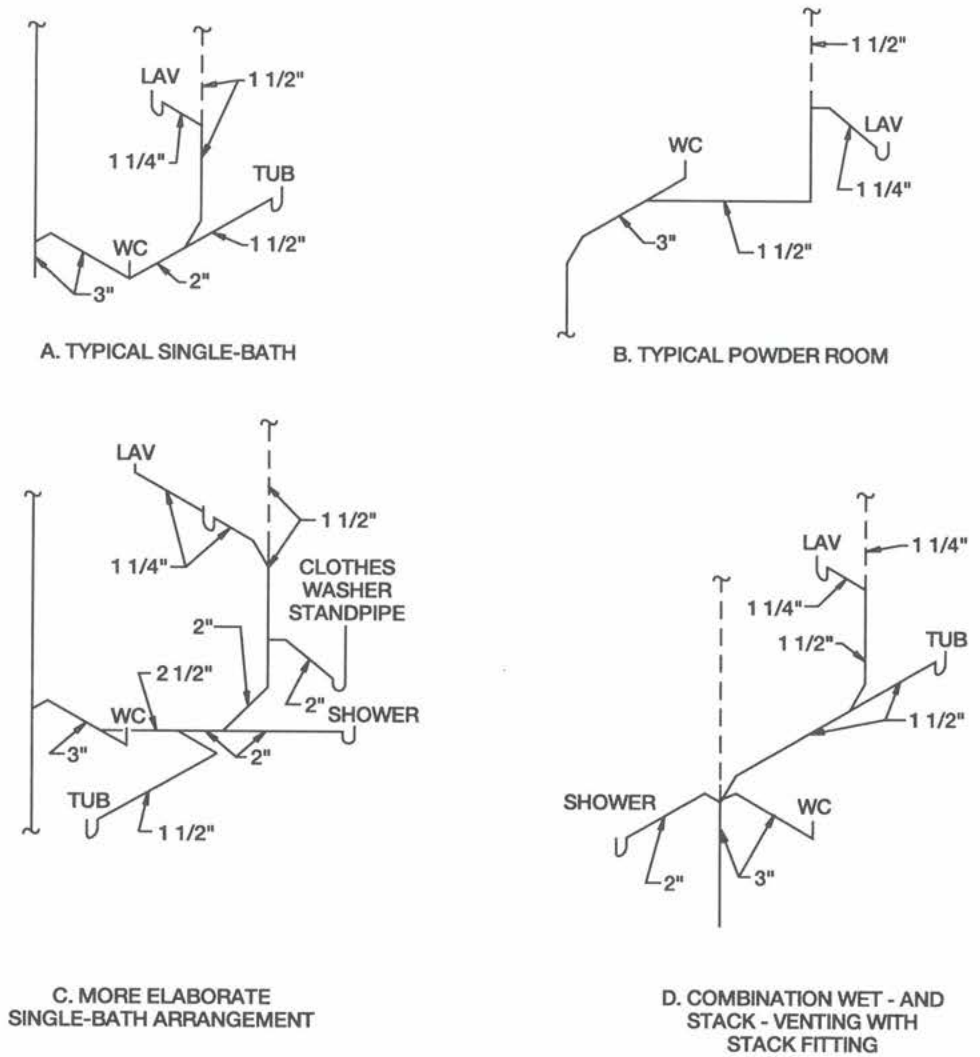 LAV
1 1/2"
1 1/4"
TUB
1 1/2"
WC
2"
3"
A. TYPICAL SINGLE-BATH
1 1/2"
LAV
WC
1 1/4"
3"
1 1/2"
B. TYPICAL POWDER ROOM
LAV
1 1/2"
1 1/4"
CLOTHES
WASHER
STANDPIPE
2"
2 1/2"
2"
WC
SHOWER
3"
2"
TUB
1 1/2"
C. MORE ELABORATE
SINGLE-BATH ARRANGEMENT
LAV
1 1/4"
1 1/4"
1 1/2"
TUB
1 1/2"
SHOWER
WC
2"
3"
D. COMBINATION WET - AND
STACK - VENTING WITH
STACK FITTING